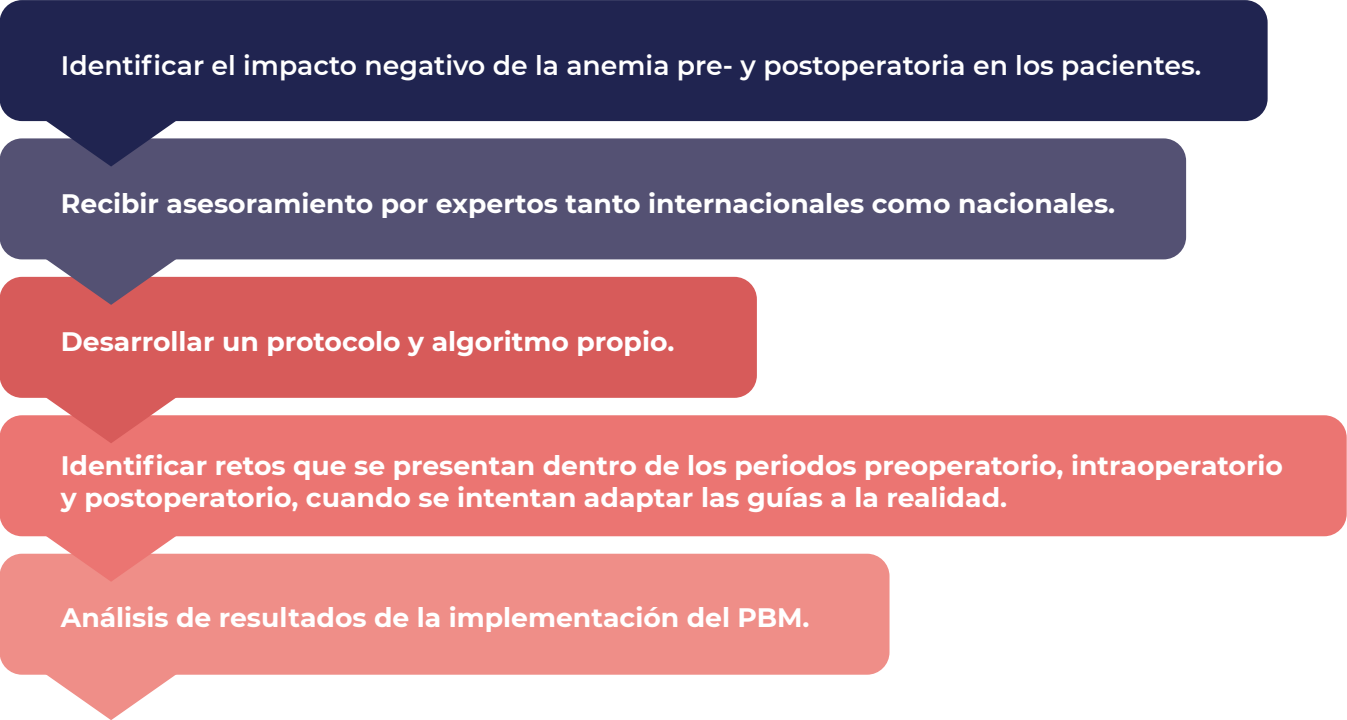 Identificar el impacto negativo de la anemia pre- y postoperatoria en los pacientes.
Recibir asesoramiento por expertos tanto internacionales como nacionales.
Desarrollar un protocolo y algoritmo propio.
Identificar retos que se presentan dentro de los periodos preoperatorio, intraoperatorio
y postoperatorio, cuando se intentan adaptar las guías a la realidad.
Análisis de resultados de la implementación del PBM.